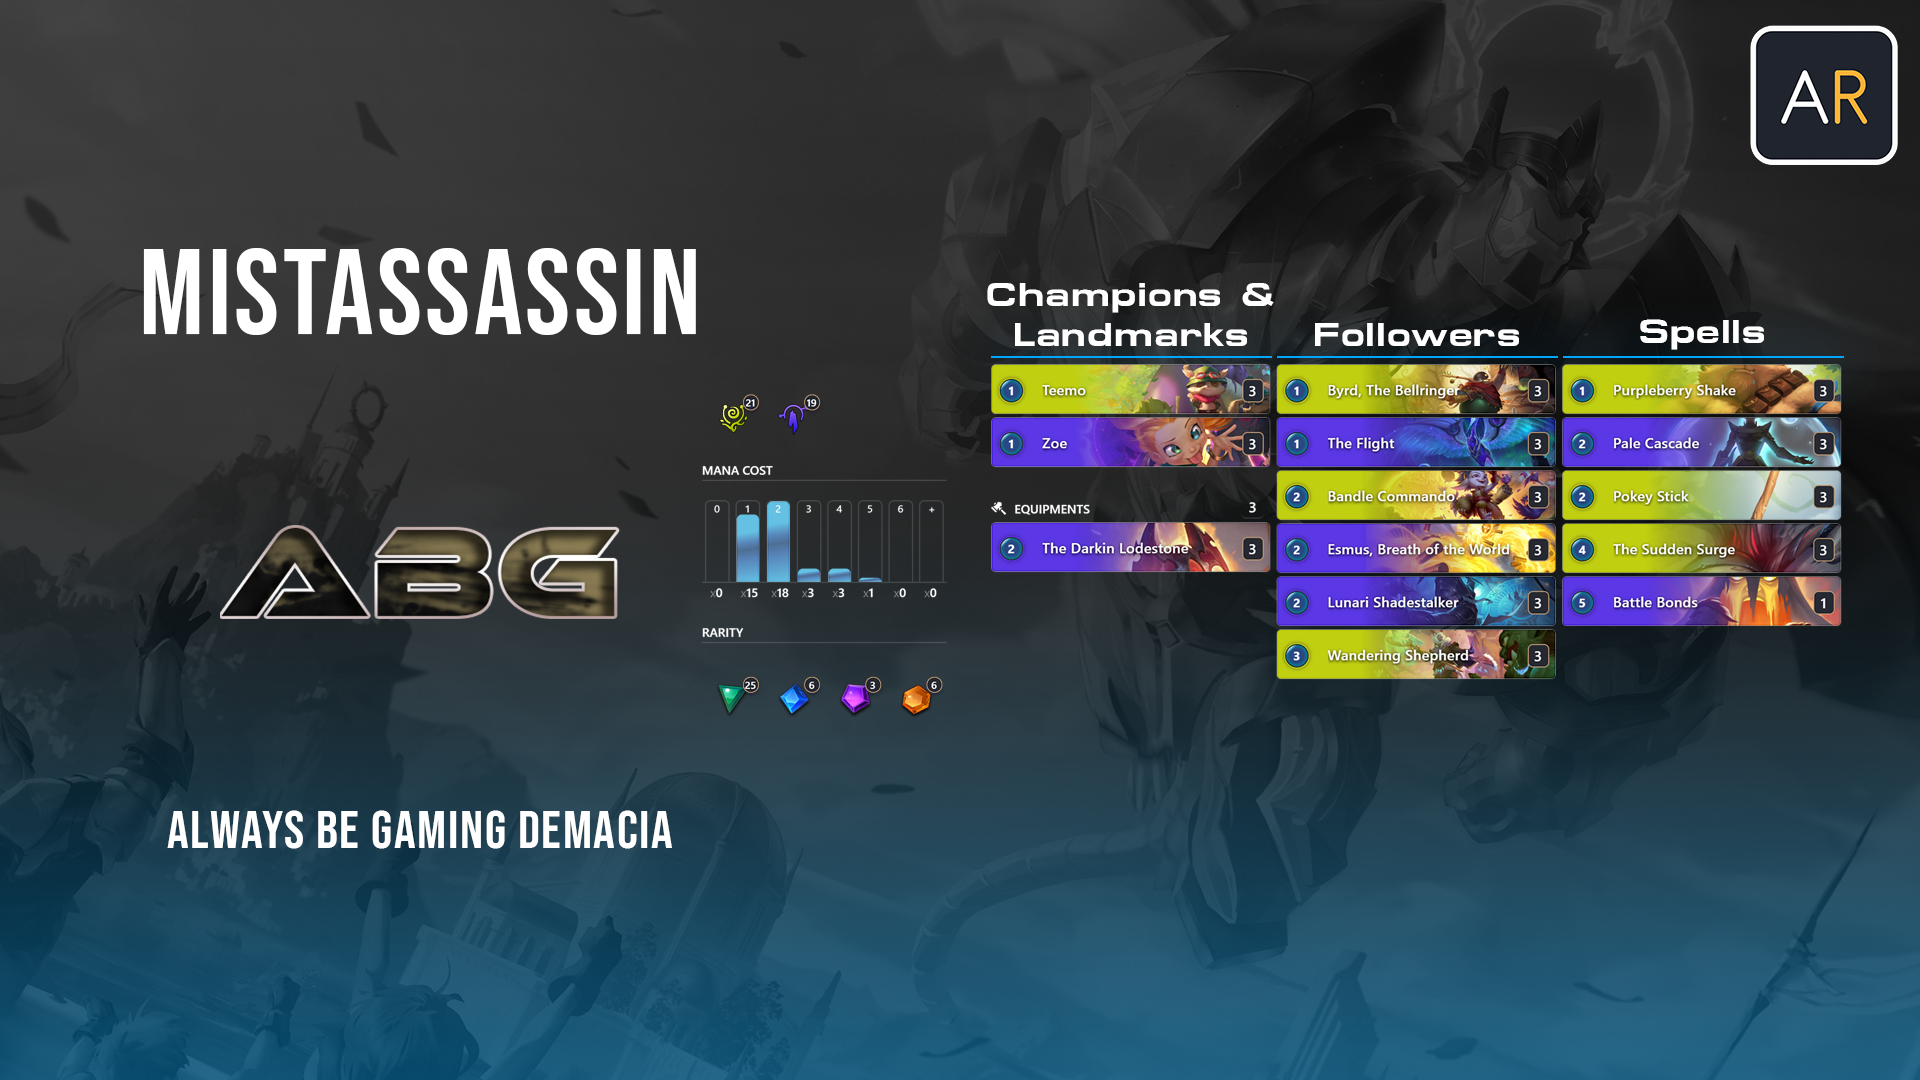 AR
MISTASSASSIN
21
19
MANA COST
0 1 2 3 4 5 6 +
x0 x15 x18 x3 x3 x1 x0 x0
RARITY
25 6 3 6
ABG
ALWAYS BE GAMING DEMACIA
Champions &
Landmarks
1 Teemo 3
1 Zoe 3
EQUIPMENTS 3
2 The Darkin Lodestone 3
Followers
1 Byrd, The Bellringer 3
1 The Flight 3
2 Bandle Commando 3
2 Esmus, Breath of the World 3
2 Lunari Shadestalker 3
3 Wandering Shepherd 3
Spells
1 Purpleberry Shake 3
2 Pale Cascade 3
2 Pokey Stick 3
4 The Sudden Surge 3
5 Battle Bonds 1